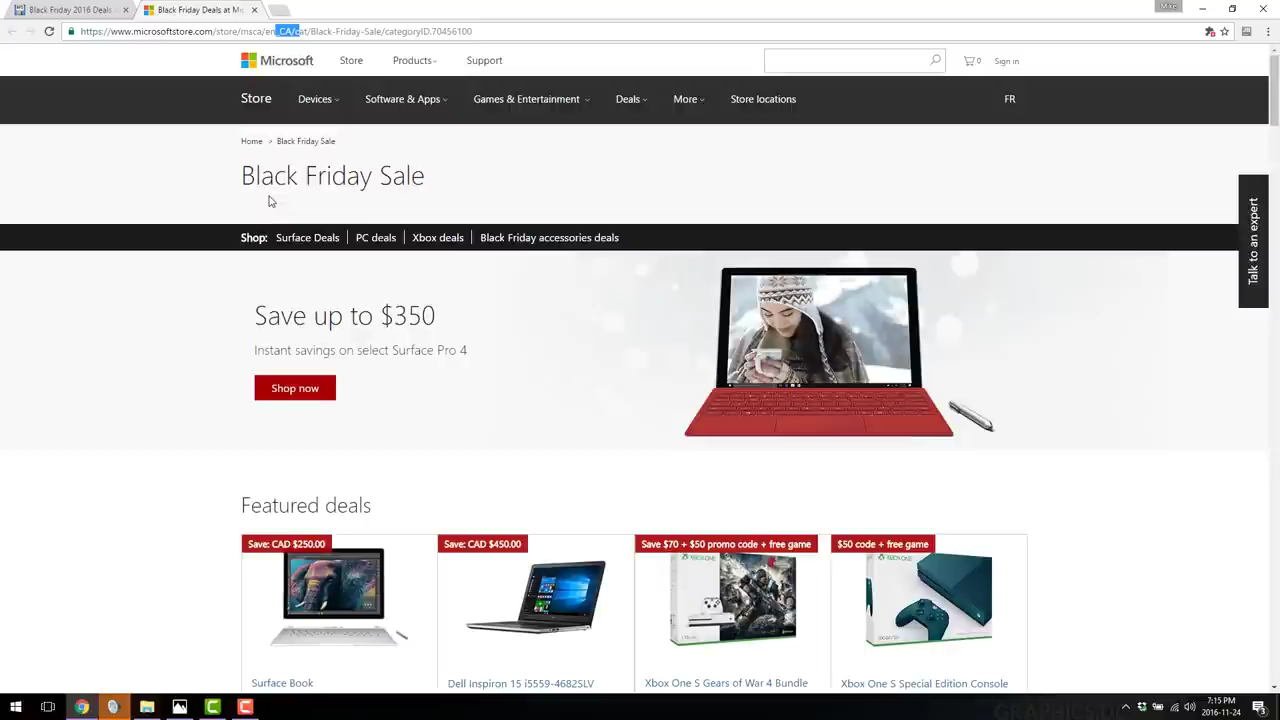 Black Friday 2016 Deals
Black Friday Deals at M
Mike
https://www.microsoftstore.com/store/msca/en_CA/cat/Black-Friday-Sale/categoryID.70456100
Microsoft Store Products Support
0 Sign in
Store Devices Software & Apps Games & Entertainment Deals More Store locations FR
Home > Black Friday Sale
Black Friday Sale
Talk to an expert
Shop: Surface Deals PC deals Xbox deals Black Friday accessories deals
Save up to $350
Instant savings on select Surface Pro 4
Shop now
Featured deals
Save: CAD $250.00
Save: CAD $450.00
Save $70 + $50 promo code + free game
$50 code + free game
XBOX ONE S
Surface Book
Dell Inspiron 15 i5559-4682SLV
Xbox One S Gears of War 4 Bundle
Xbox One S Special Edition Console
7:15 PM
2016-11-24
3